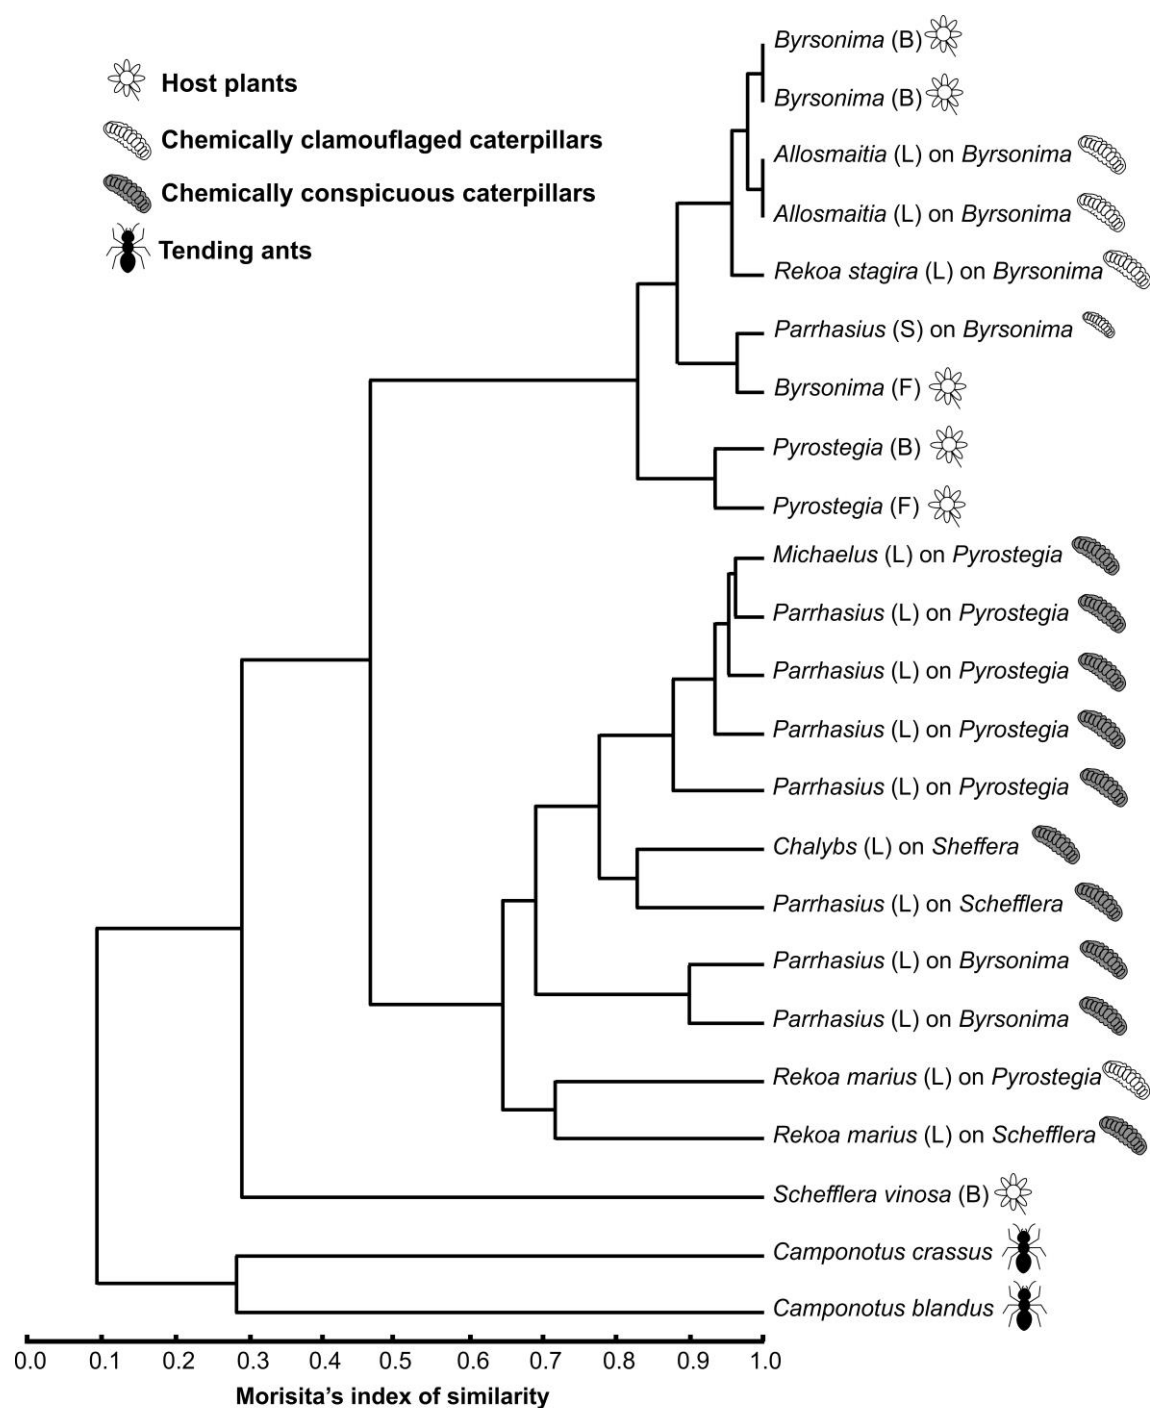 Host plants
Chemically clamouflaged caterpillars
Chemically conspicuous caterpillars
Tending ants
Byrsonima (B)
Byrsonima (B)
Allosmaitia (L) on Byrsonima
Allosmaitia (L) on Byrsonima
Rekoa stagira (L) on Byrsonima
Parrhasius (S) on Byrsonima
Byrsonima (F)
Pyrostegia (B)
Pyrostegia (F)
Michaelus (L) on Pyrostegia
Parrhasius (L) on Pyrostegia
Parrhasius (L) on Pyrostegia
Parrhasius (L) on Pyrostegia
Parrhasius (L) on Pyrostegia
Chalybs (L) on Sheffera
Parrhasius (L) on Schefflera
Parrhasius (L) on Byrsonima
Parrhasius (L) on Byrsonima
Rekoa marius (L) on Pyrostegia
Rekoa marius (L) on Schefflera
Schefflera vinosa (B)
Camponotus crassus
Camponotus blandus
0.0 0.1 0.2 0.3 0.4 0.5 0.6 0.7 0.8 0.9 1.0
Morisita's index of similarity